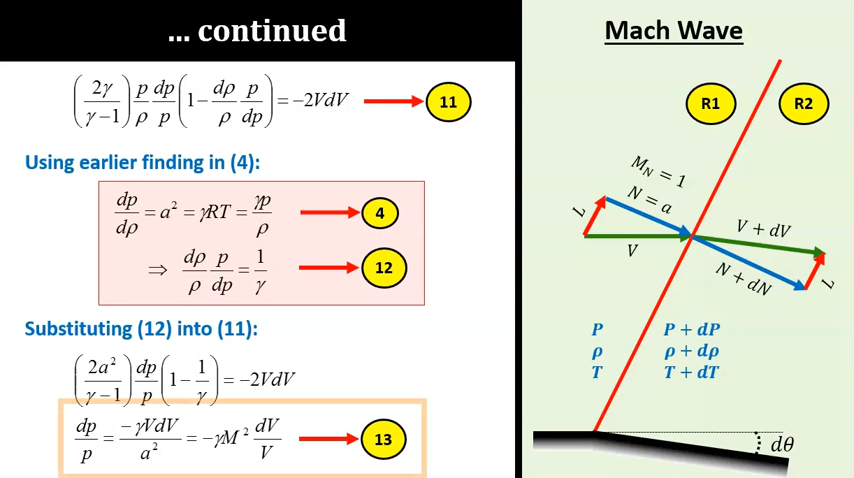 ... continued
(2γ/γ−1) p/ρ dp/p (1 − dρ/ρ p/dp) = −2VdV 11
Using earlier finding in (4):
dp/dρ = a² = γRT = γp/ρ 4
⇒ dρ/ρ p/dp = 1/γ 12
Substituting (12) into (11):
(2a²/γ−1) dp/p (1 − 1/γ) = −2VdV
dp/p = −γVdV/a² = −γM² dV/V 13
Mach Wave
R1 R2
M_N = 1
N = a
L
V
V + dV
N + dN
L
P P + dP
ρ ρ + dρ
T T + dT
dθ